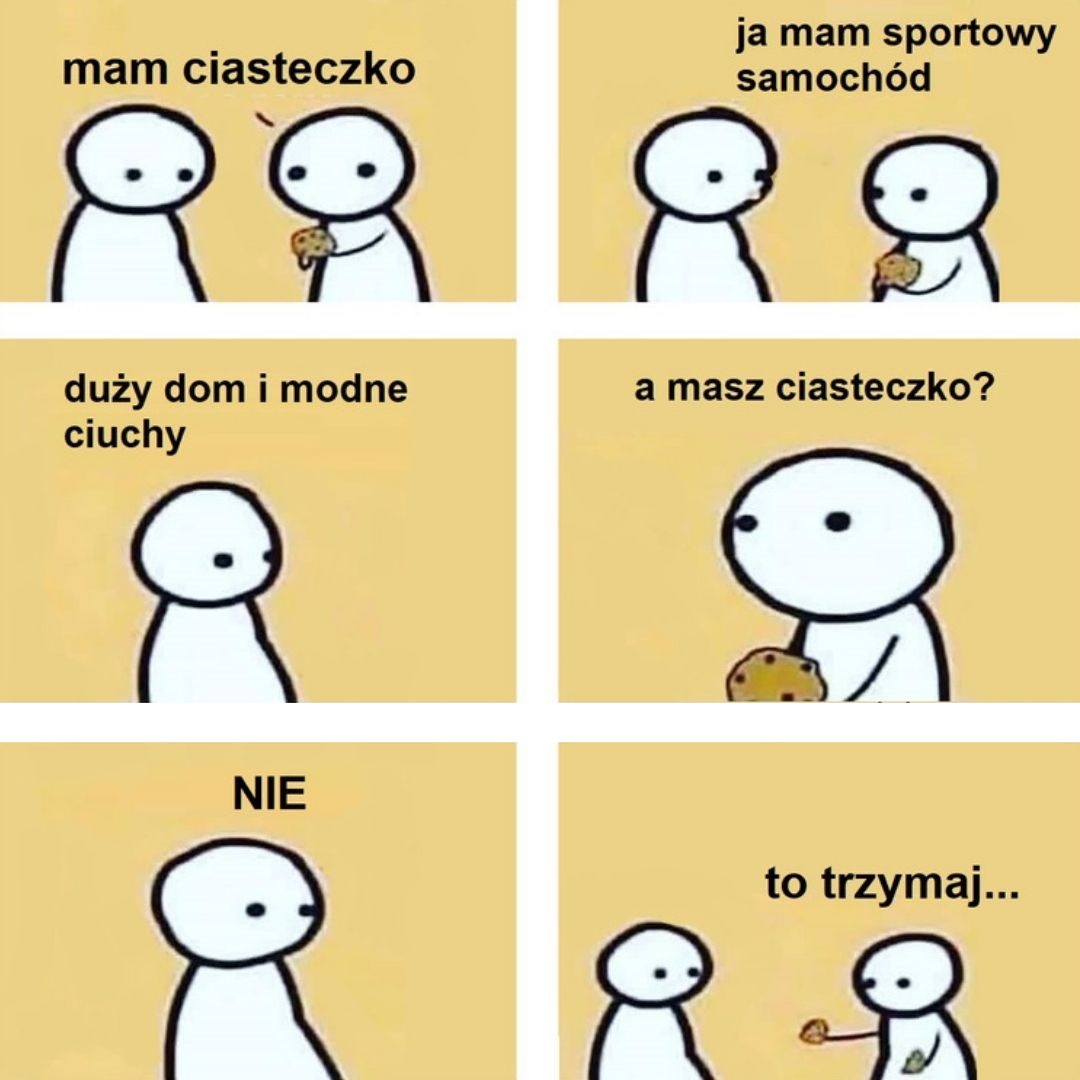 mam ciasteczko
ja mam sportowy
samochód
duży dom i modne
ciuchy
a masz ciasteczko?
NIE
to trzymaj...